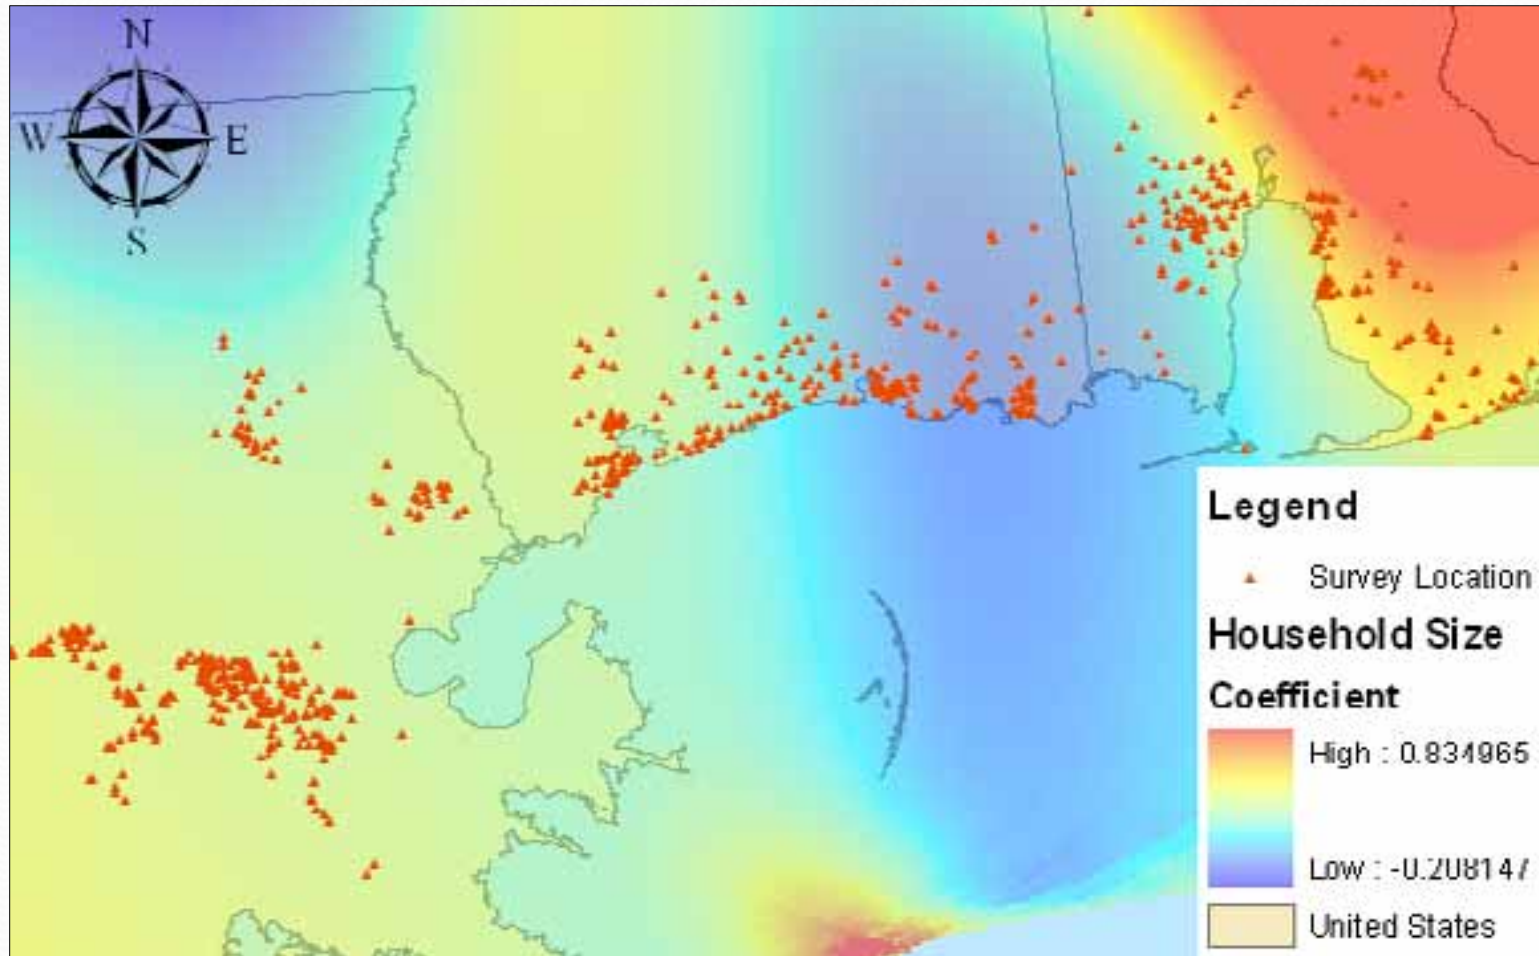 N
W E
S
Legend
Survey Location
Household Size
Coefficient
High : 0.834965
Low : -0.208147
United States